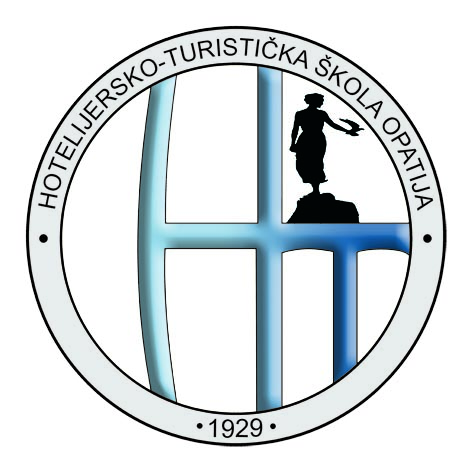 HOTELIJERSKO-TURISTIČKA ŠKOLA OPATIJA
• 1929 •